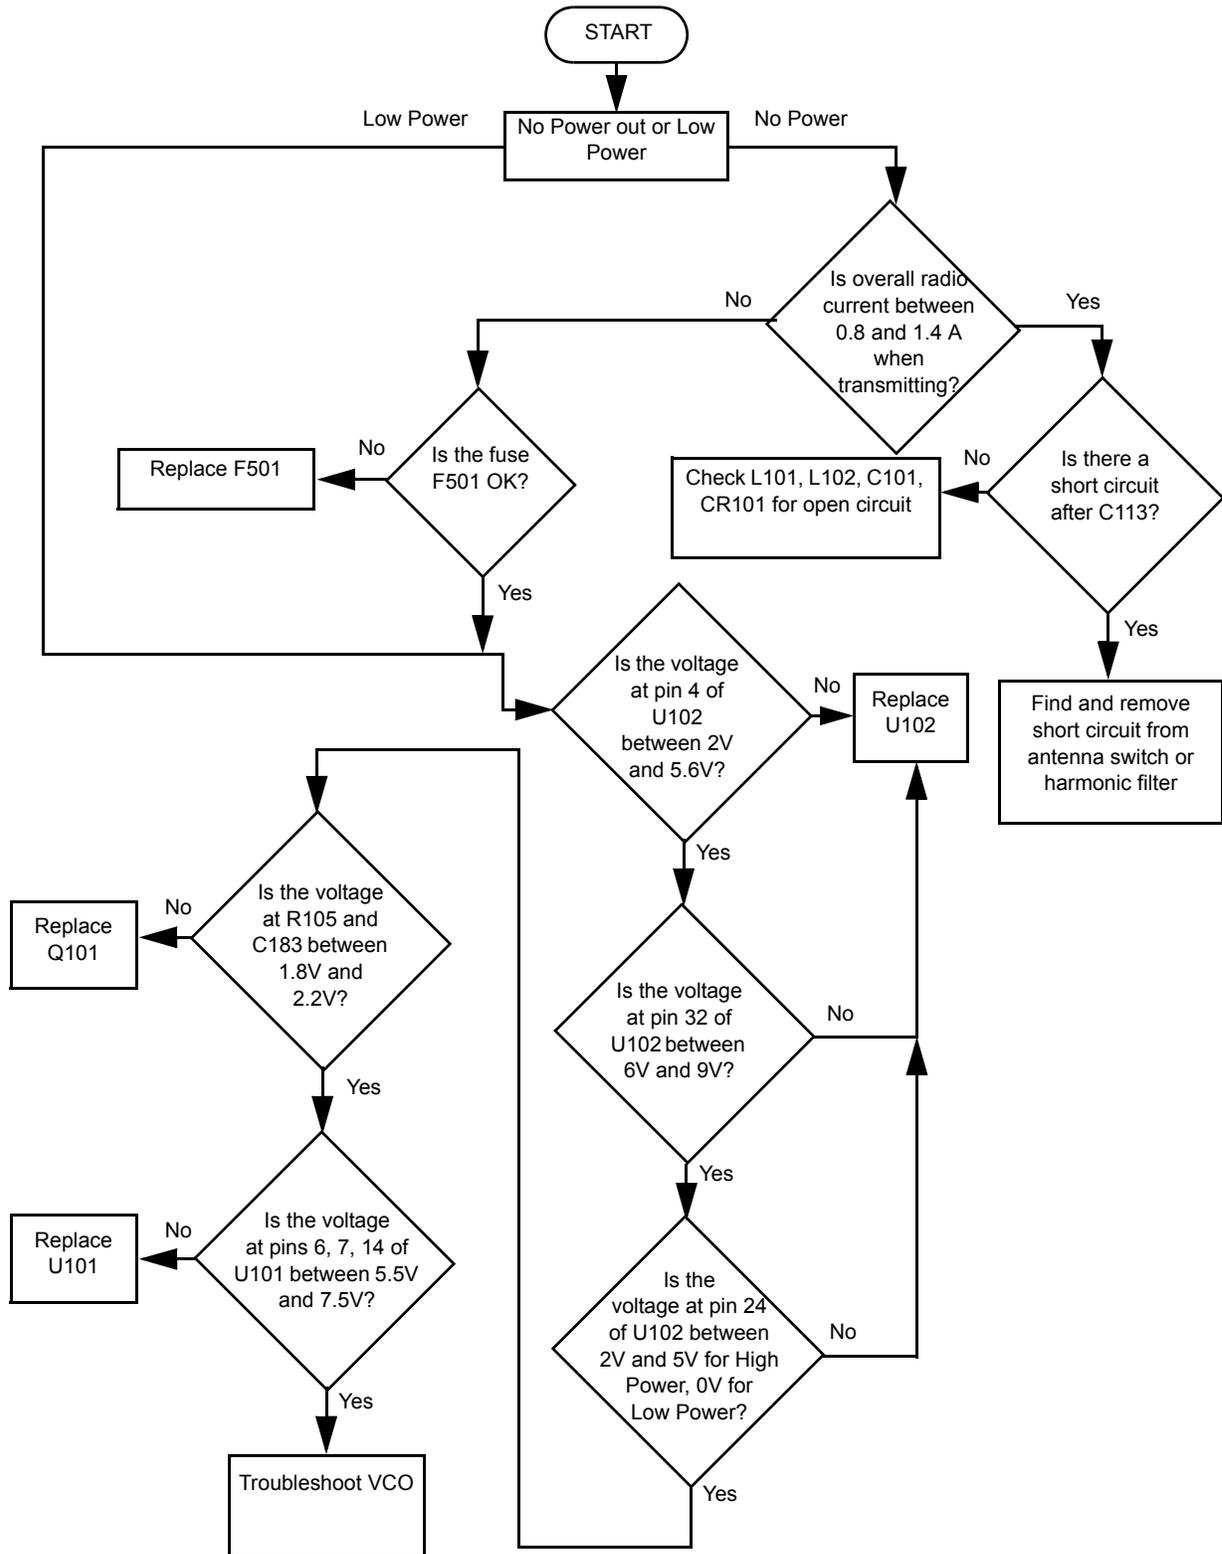 START
Low Power
No Power out or Low
Power
No Power
Is overall radio
current between
0.8 and 1.4 A
when
transmitting?
No
Yes
Is the fuse
F501 OK?
No
Replace F501
Yes
Is there a
short circuit
after C113?
No
Check L101, L102, C101,
CR101 for open circuit
Yes
Find and remove
short circuit from
antenna switch or
harmonic filter
Is the voltage
at pin 4 of
U102
between 2V
and 5.6V?
No
Replace
U102
Yes
Is the voltage
at pin 32 of
U102 between
6V and 9V?
No
Yes
Is the
voltage at pin 24
of U102 between
2V and 5V for High
Power, 0V for
Low Power?
No
Yes
Is the voltage
at R105 and
C183 between
1.8V and
2.2V?
No
Replace
Q101
Yes
Is the voltage
at pins 6, 7, 14 of
U101 between 5.5V
and 7.5V?
No
Replace
U101
Yes
Troubleshoot VCO